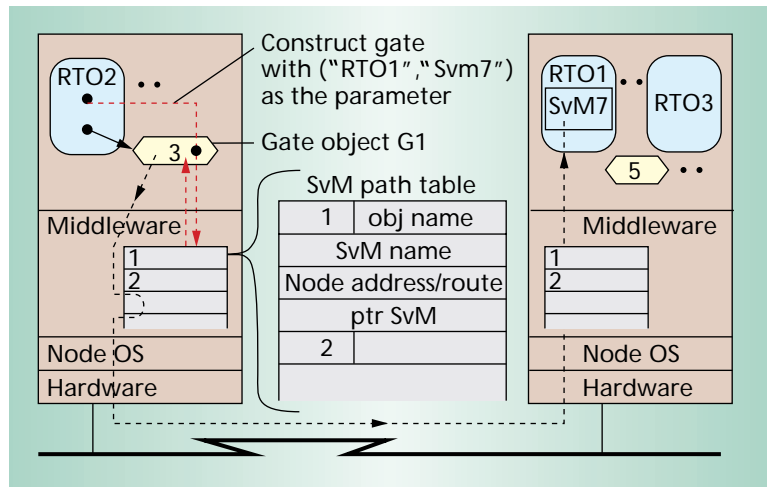 Construct gate
with (“RTO1”,“Svm7”)
as the parameter
RTO2
3
Gate object G1
Middleware
1
2
Node OS
Hardware
SvM path table
1 obj name
SvM name
Node address/route
ptr SvM
2
RTO1
SvM7
RTO3
5
Middleware
1
2
Node OS
Hardware